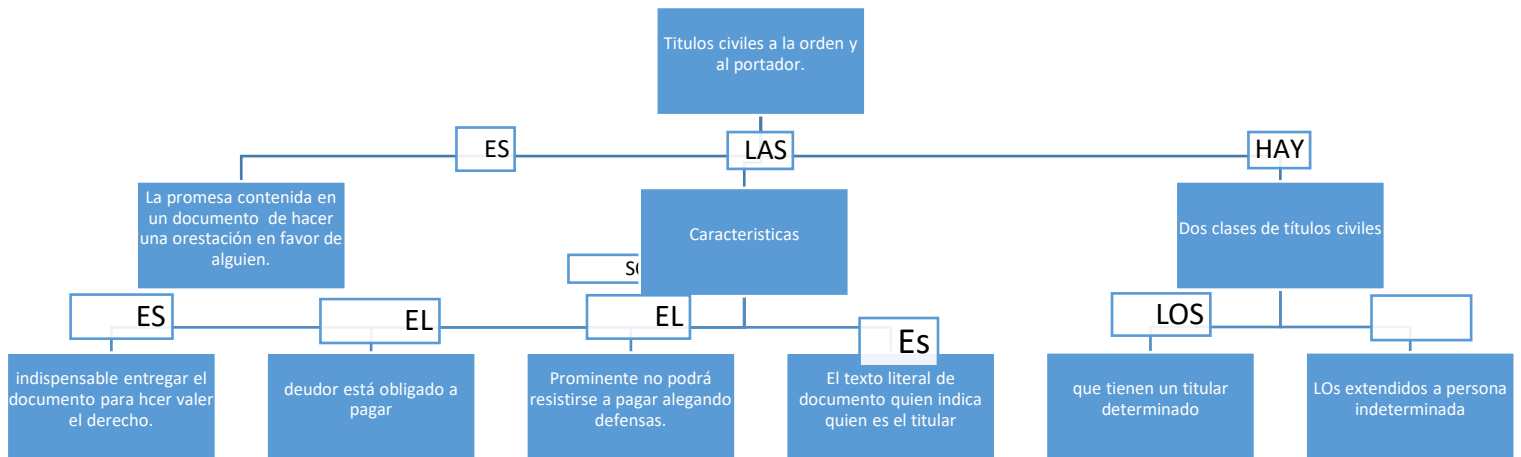 Titulos civiles a la orden y
al portador.
ES
LAS
HAY
La promesa contenida en
un documento de hacer
una orestación en favor de
alguien.
Caracteristicas
Dos clases de títulos civiles
ES
EL
EL
Es
LOS
indispensable entregar el
documento para hcer valer
el derecho.
deudor está obligado a
pagar
Prominente no podrá
resistirse a pagar alegando
defensas.
El texto literal de
documento quien indica
quien es el titular
que tienen un titular
determinado
LOs extendidos a persona
indeterminada